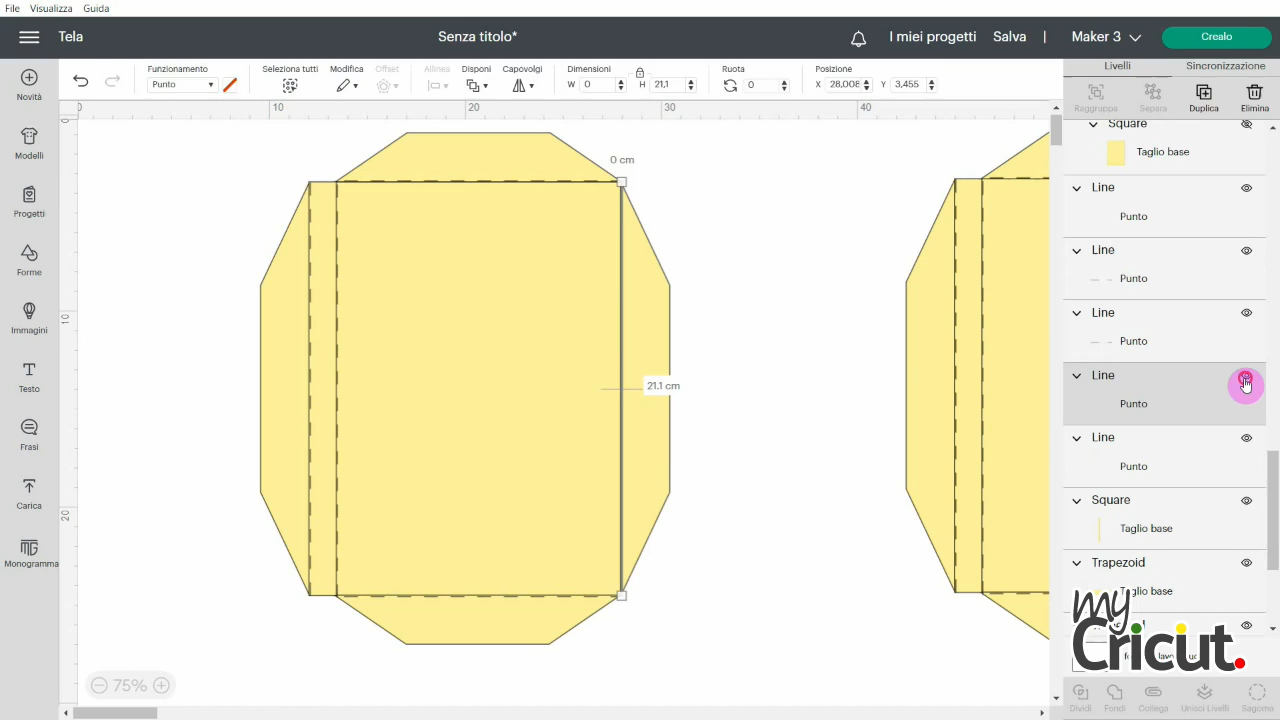 File Visualizza Guida
Tela
Senza titolo*
I miei progetti Salva | Maker 3 Crealo
Funzionamento
Punto
Seleziona tutti Modifica Offset Allinea Disponi Capovolgi
Dimensioni
W 0 H 21,1
Ruota
0
Posizione
X 28,008 Y 3,455
Livelli Sincronizzazione
Raggruppa Separa Duplica Elimina
0 10 20 30 40
0
10
20
Novità
Modelli
Progetti
Forme
Immagini
Testo
Frasi
Carica
Monogramma
0 cm
21.1 cm
75%
Square
Taglio base
Line
Punto
Line
Punto
Line
Punto
Line
Punto
Line
Punto
Square
Taglio base
Trapezoid
Taglio base
my
Cricut.
Dividi Fondi Collega Unisci Livelli Sagoma